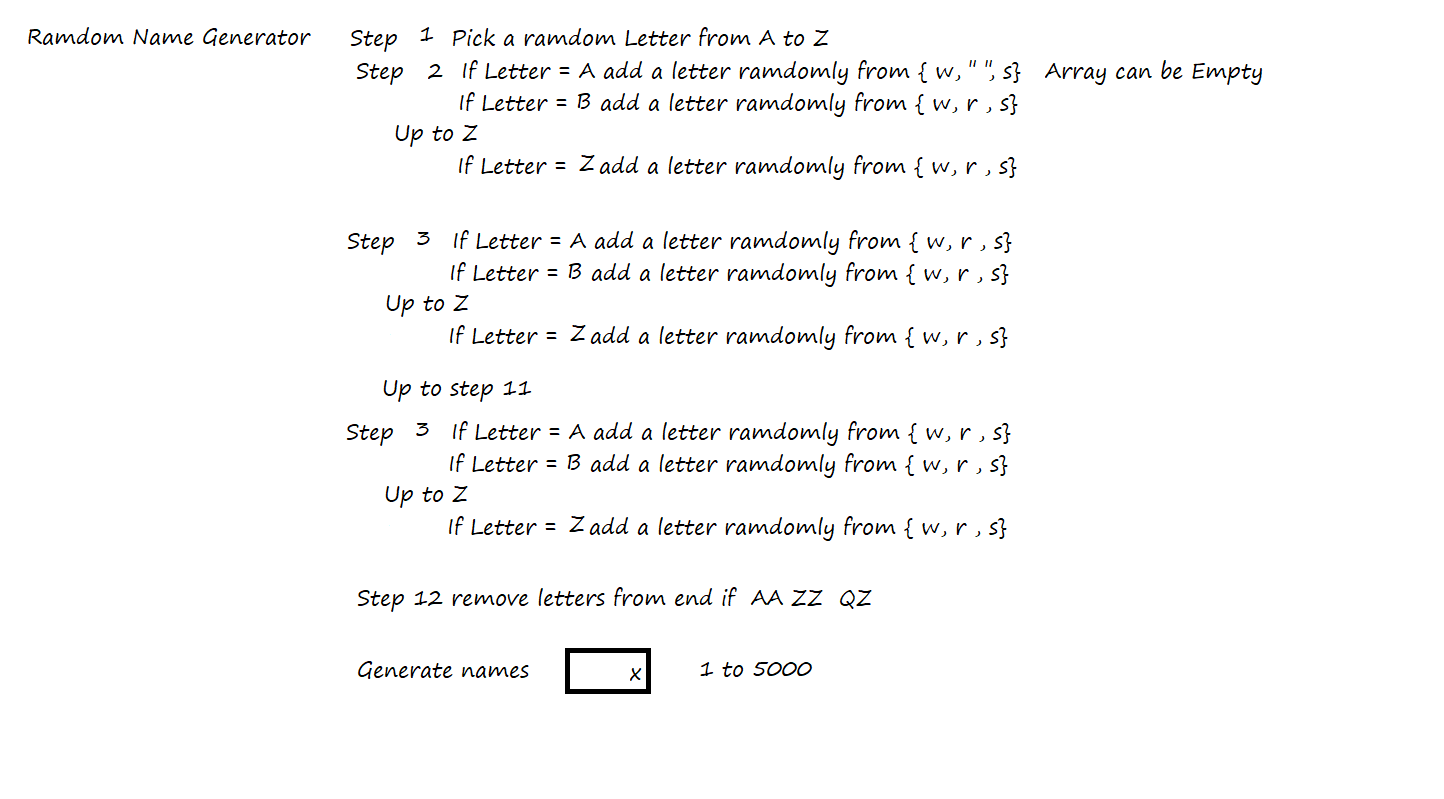 Ramdom Name Generator Step 1 Pick a ramdom Letter from A to Z
Step 2 If Letter = A add a letter ramdomly from { w, " ", s} Array can be Empty
If Letter = B add a letter ramdomly from { w, r , s}
Up to Z
If Letter = Z add a letter ramdomly from { w, r , s}
Step 3 If Letter = A add a letter ramdomly from { w, r , s}
If Letter = B add a letter ramdomly from { w, r , s}
Up to Z
If Letter = Z add a letter ramdomly from { w, r , s}
Up to step 11
Step 3 If Letter = A add a letter ramdomly from { w, r , s}
If Letter = B add a letter ramdomly from { w, r , s}
Up to Z
If Letter = Z add a letter ramdomly from { w, r , s}
Step 12 remove letters from end if AA ZZ QZ
Generate names x 1 to 5000